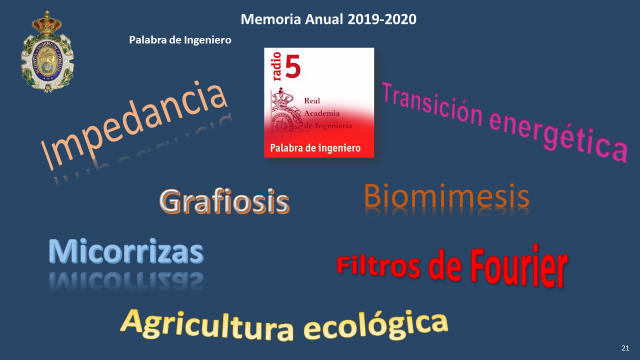 Memoria Anual 2019-2020
Palabra de Ingeniero
radio 5
Real
Academia
de Ingeniería
Palabra de ingeniero
Impedancia
Transición energética
Grafiosis
Biomimesis
Micorrizas
Filtros de Fourier
Agricultura ecológica
21